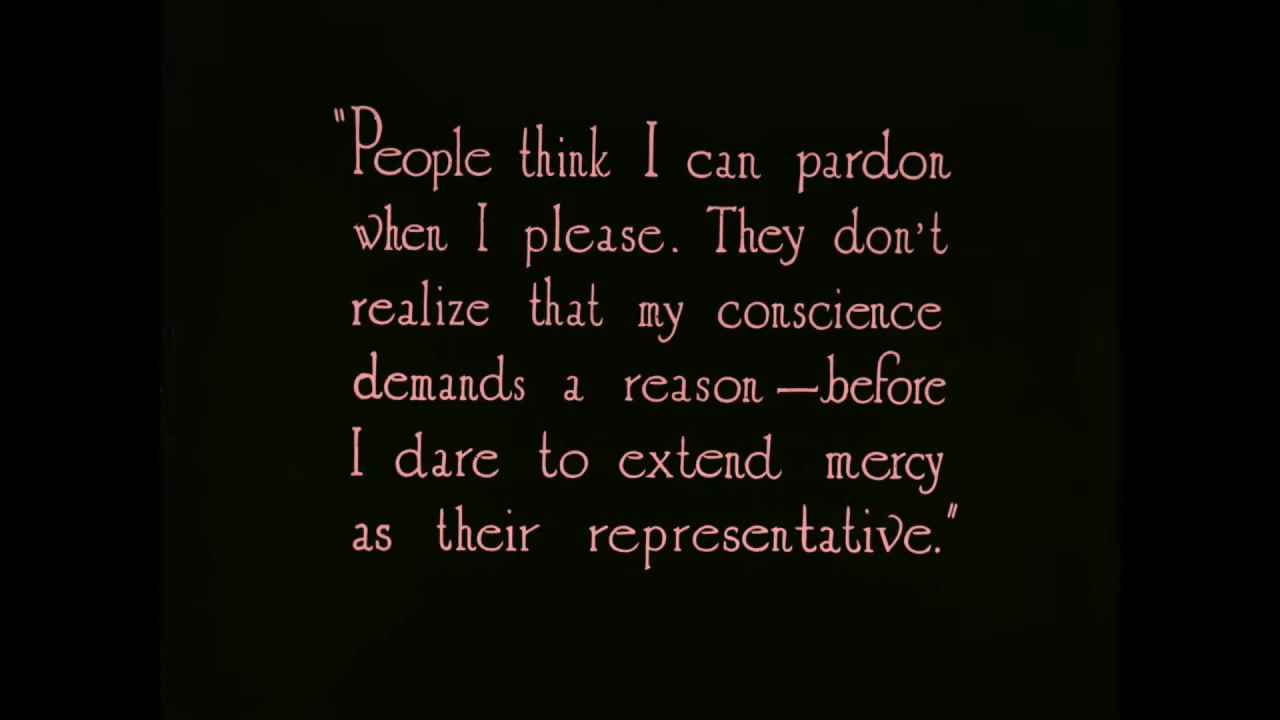 "People think I can pardon
when I please. They don't
realize that my conscience
demands a reason—before
I dare to extend mercy
as their representative."